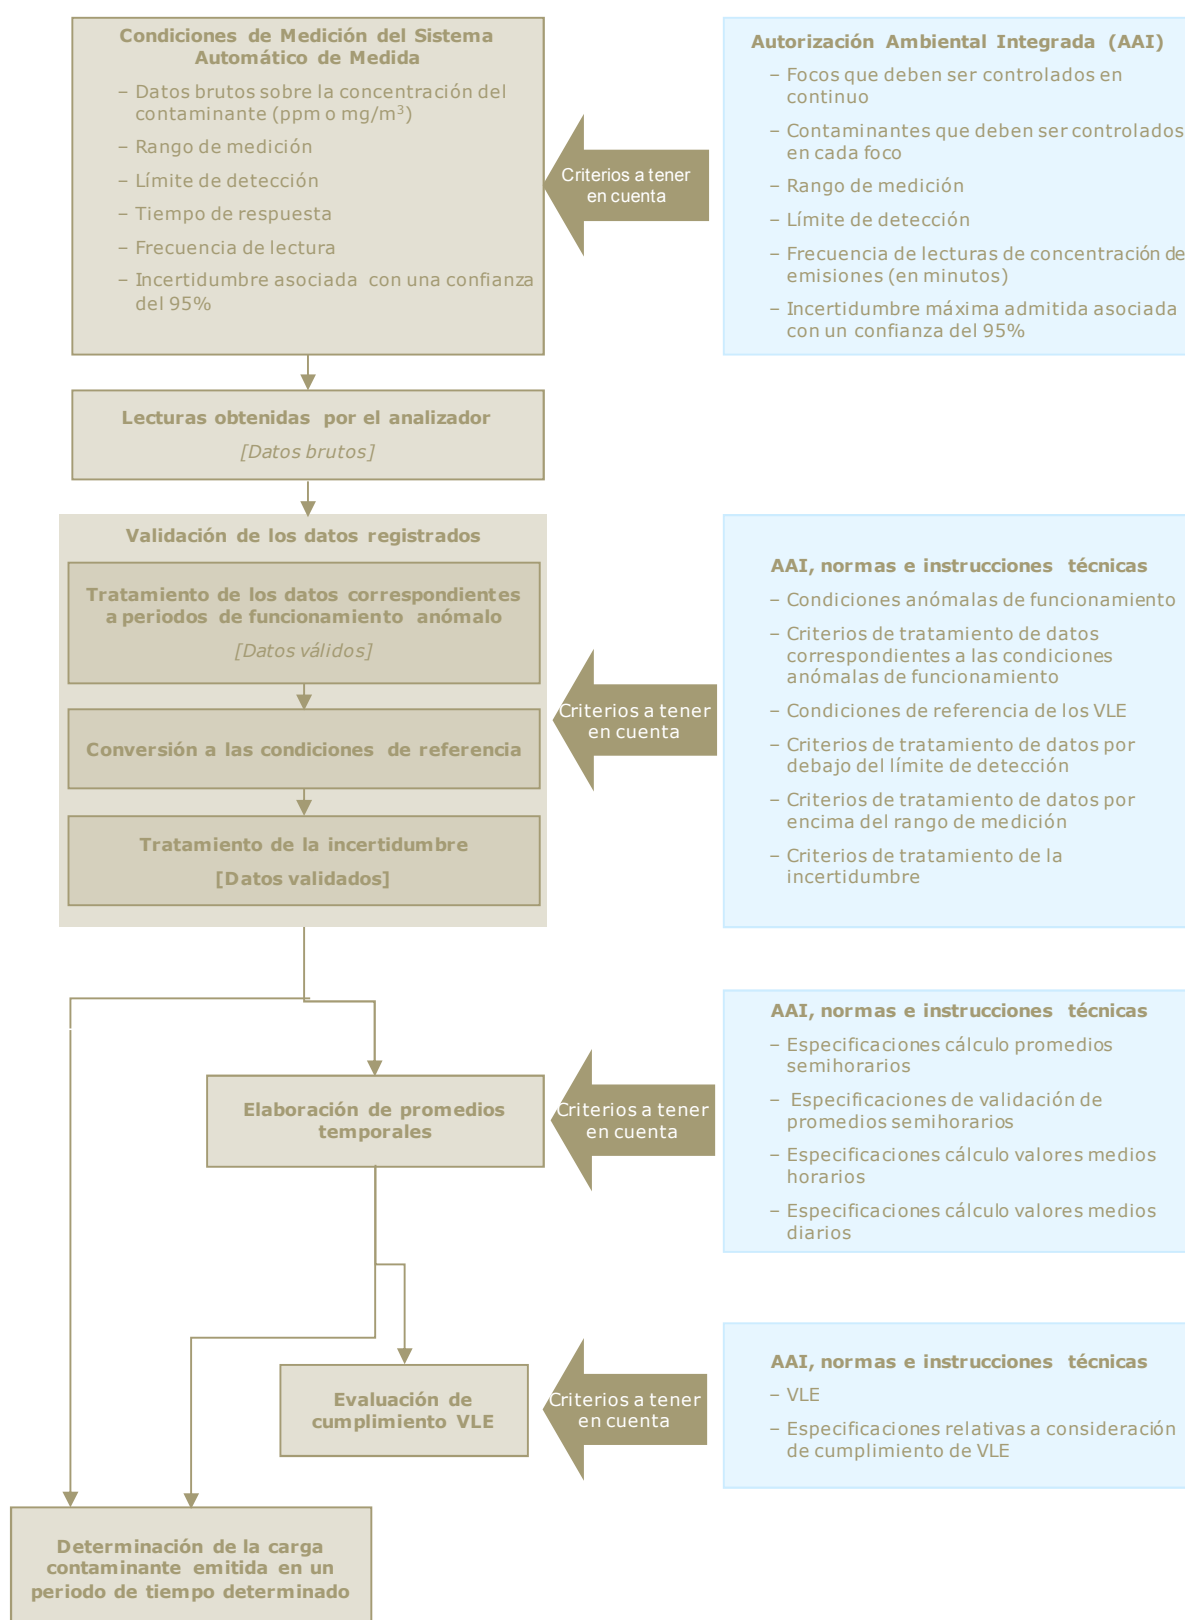 Condiciones de Medición del Sistema
Automático de Medida
– Datos brutos sobre la concentración del
contaminante (ppm o mg/m³)
– Rango de medición
– Límite de detección
– Tiempo de respuesta
– Frecuencia de lectura
– Incertidumbre asociada con una confianza
del 95%
Criterios a tener
en cuenta
Autorización Ambiental Integrada (AAI)
– Focos que deben ser controlados en
continuo
– Contaminantes que deben ser controlados
en cada foco
– Rango de medición
– Límite de detección
– Frecuencia de lecturas de concentración de
emisiones (en minutos)
– Incertidumbre máxima admitida asociada
con un confianza del 95%
Lecturas obtenidas por el analizador
[Datos brutos]
Validación de los datos registrados
Tratamiento de los datos correspondientes
a periodos de funcionamiento anómalo
[Datos válidos]
Conversión a las condiciones de referencia
Tratamiento de la incertidumbre
[Datos validados]
Criterios a tener
en cuenta
AAI, normas e instrucciones técnicas
– Condiciones anómalas de funcionamiento
– Criterios de tratamiento de datos
correspondientes a las condiciones
anómalas de funcionamiento
– Condiciones de referencia de los VLE
– Criterios de tratamiento de datos por
debajo del límite de detección
– Criterios de tratamiento de datos por
encima del rango de medición
– Criterios de tratamiento de la
incertidumbre
Elaboración de promedios
temporales
Criterios a tener
en cuenta
AAI, normas e instrucciones técnicas
– Especificaciones cálculo promedios
semihorarios
– Especificaciones de validación de
promedios semihorarios
– Especificaciones cálculo valores medios
horarios
– Especificaciones cálculo valores medios
diarios
Evaluación de
cumplimiento VLE
Criterios a tener
en cuenta
AAI, normas e instrucciones técnicas
– VLE
– Especificaciones relativas a consideración
de cumplimiento de VLE
Determinación de la carga
contaminante emitida en un
periodo de tiempo determinado